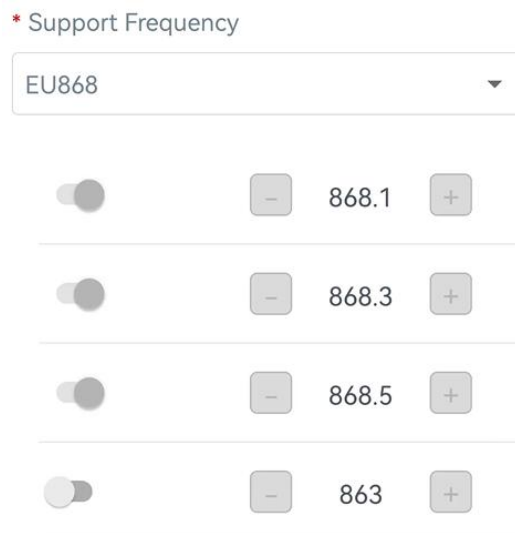 * Support Frequency
EU868
- 868.1 +
- 868.3 +
- 868.5 +
- 863 +